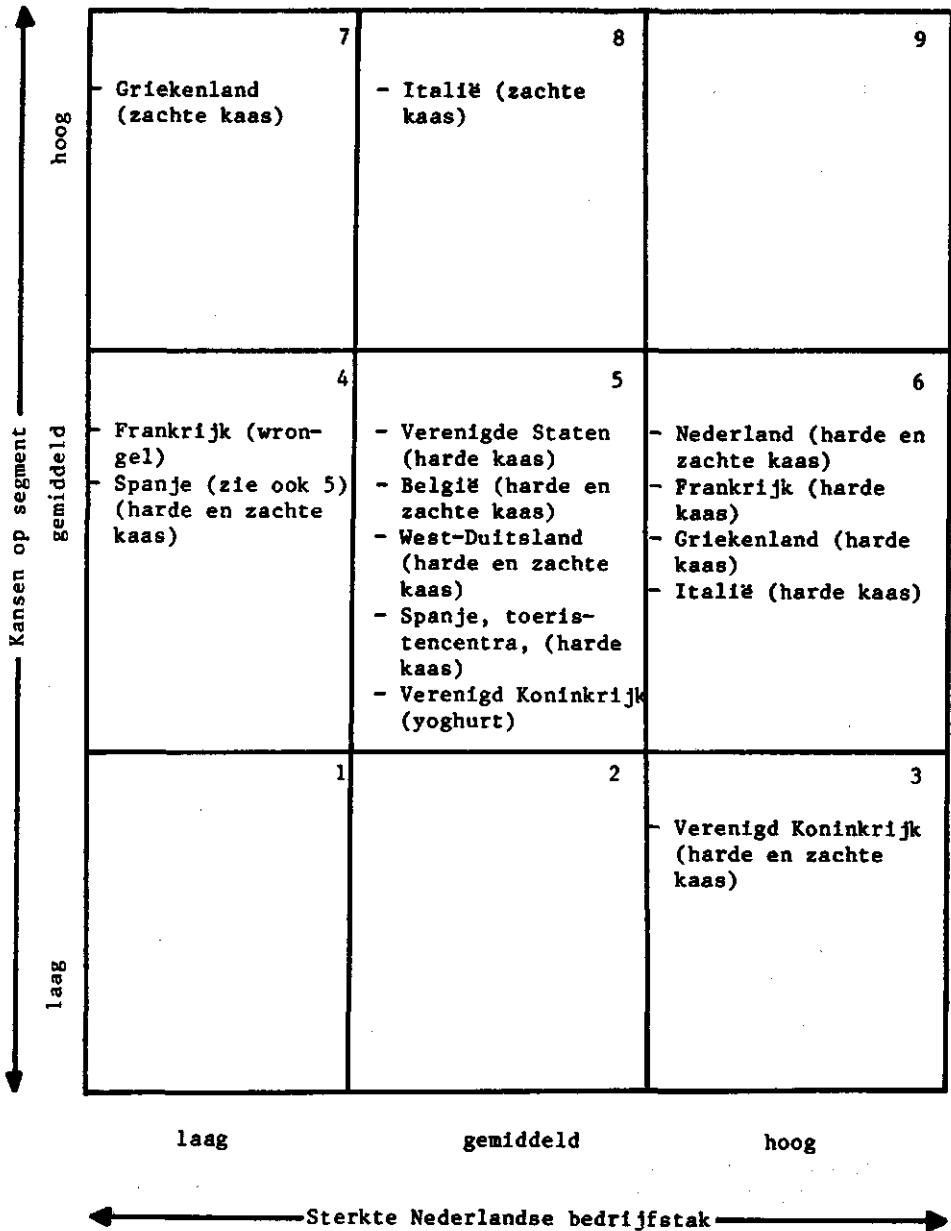 7
- Griekenland
(zachte kaas)
8
- Italië (zachte
kaas)
9
4
- Frankrijk (wron-
gel)
- Spanje (zie ook 5)
(harde en zachte
kaas)
5
- Verenigde Staten
(harde kaas)
- België (harde en
zachte kaas)
- West-Duitsland
(harde en zachte
kaas)
- Spanje, toeris-
tencentra, (harde
kaas)
- Verenigd Koninkrijk
(yoghurt)
6
- Nederland (harde en
zachte kaas)
- Frankrijk (harde
kaas)
- Griekenland (harde
kaas)
- Italië (harde kaas)
1
2
3
- Verenigd Koninkrijk
(harde en zachte
kaas)
hoog
gemiddeld
laag
Kansen op segment
laag gemiddeld hoog
Sterkte Nederlandse bedrijfstak